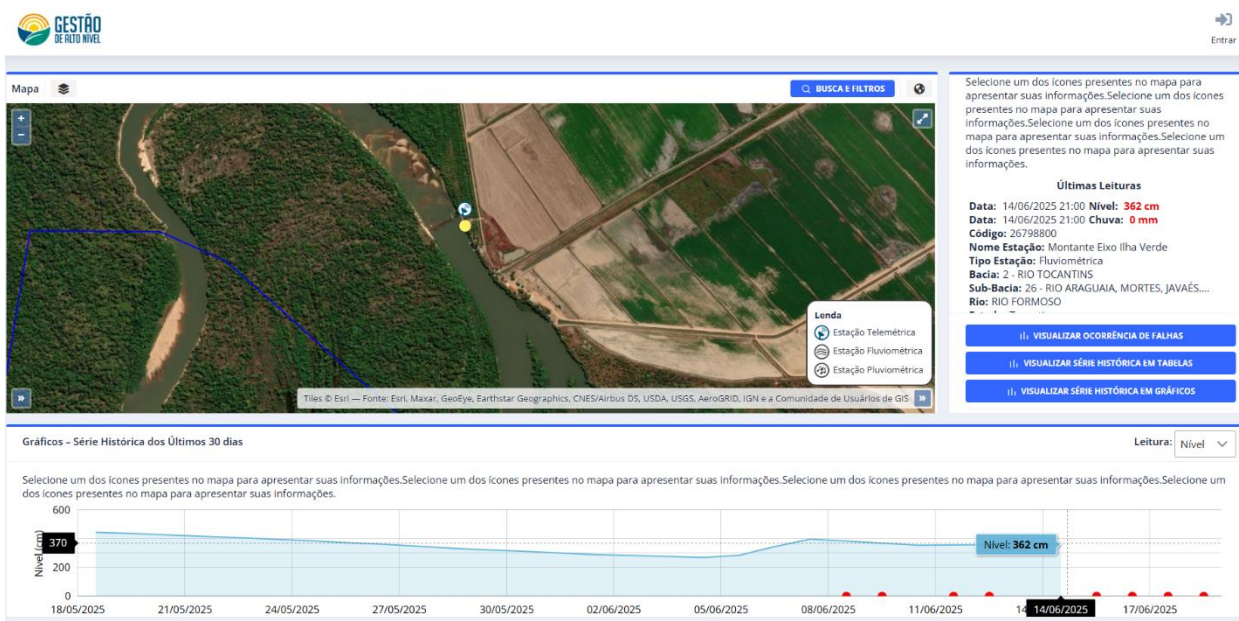 GESTÃO
DE ALTO NÍVEL
Entrar
Mapa
BUSCA E FILTROS
+
−
Lenda
Estação Telemétrica
Estação Fluviométrica
Estação Pluviométrica
»
Tiles © Esri — Fonte: Esri, Maxar, GeoEye, Earthstar Geographics, CNES/Airbus DS, USDA, USGS, AeroGRID, IGN e a Comunidade de Usuários de GIS
»
Selecione um dos ícones presentes no mapa para
apresentar suas informações.Selecione um dos ícones
presentes no mapa para apresentar suas
informações.Selecione um dos ícones presentes no
mapa para apresentar suas informações.Selecione um
dos ícones presentes no mapa para apresentar suas
informações.
Últimas Leituras
Data: 14/06/2025 21:00 Nível: 362 cm
Data: 14/06/2025 21:00 Chuva: 0 mm
Código: 26798800
Nome Estação: Montante Eixo Ilha Verde
Tipo Estação: Fluviométrica
Bacia: 2 - RIO TOCANTINS
Sub-Bacia: 26 - RIO ARAGUAIA, MORTES, JAVAÉS....
Rio: RIO FORMOSO
VISUALIZAR OCORRÊNCIA DE FALHAS
VISUALIZAR SÉRIE HISTÓRICA EM TABELAS
VISUALIZAR SÉRIE HISTÓRICA EM GRÁFICOS
Gráficos – Série Histórica dos Últimos 30 dias
Leitura: Nível
Selecione um dos ícones presentes no mapa para apresentar suas informações.Selecione um dos ícones presentes no mapa para apresentar suas informações.Selecione um dos ícones presentes no mapa para apresentar suas informações.Selecione um
dos ícones presentes no mapa para apresentar suas informações.
Nível (cm)
600
370
200
0
Nível: 362 cm
18/05/2025 21/05/2025 24/05/2025 27/05/2025 30/05/2025 02/06/2025 05/06/2025 08/06/2025 11/06/2025 14 14/06/2025 17/06/2025